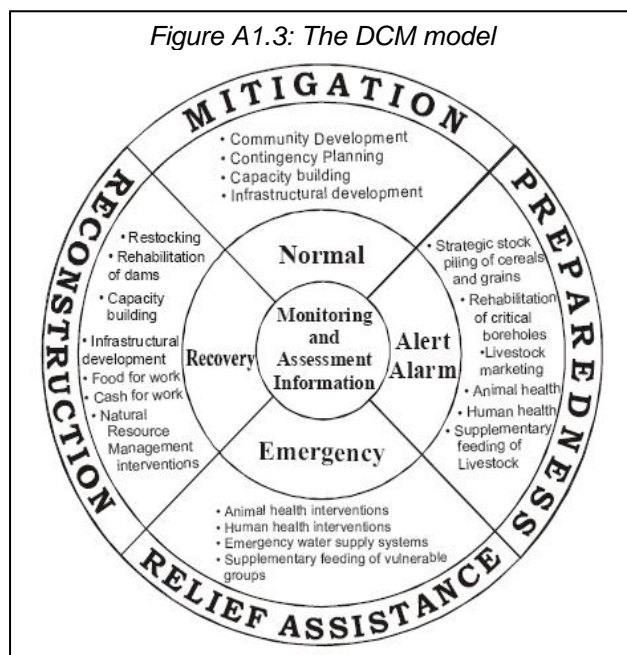 Figure A1.3: The DCM model
MITIGATION
• Community Development
• Contingency Planning
• Capacity building
• Infrastructural development
Normal
PREPAREDNESS
• Strategic stock
piling of cereals
and grains
• Rehabilitation
of critical
boreholes
• Livestock
marketing
• Animal health
• Human health
• Supplementary
feeding of
Livestock
Alert
Alarm
Monitoring
and
Assessment
Information
RECONSTRUCTION
• Restocking
• Rehabilitation
of dams
• Capacity
building
• Infrastructural
development
• Food for work
• Cash for work
• Natural
Resource
Management
interventions
Recovery
Emergency
• Animal health interventions
• Human health interventions
• Emergency water supply systems
• Supplementary feeding of vulnerable
groups
RELIEF ASSISTANCE